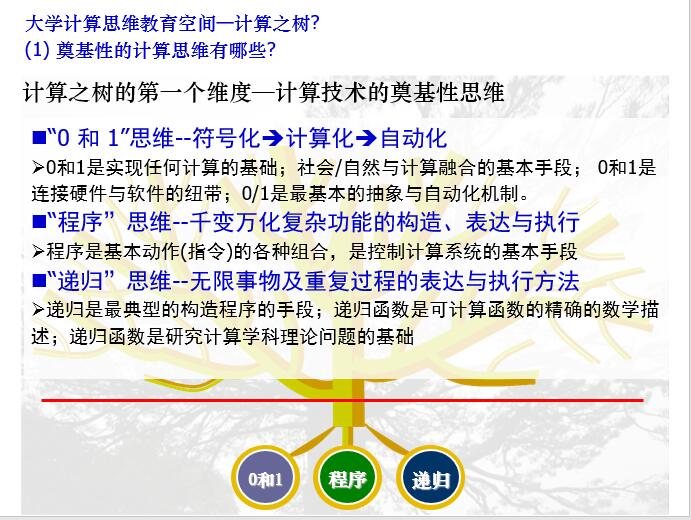 大学计算思维教育空间—计算之树?
(1) 奠基性的计算思维有哪些?
计算之树的第一个维度—计算技术的奠基性思维
■“0 和 1”思维--符号化→计算化→自动化
➢0和1是实现任何计算的基础；社会/自然与计算融合的基本手段； 0和1是
连接硬件与软件的纽带；0/1是最基本的抽象与自动化机制。
■“程序”思维--千变万化复杂功能的构造、表达与执行
➢程序是基本动作(指令)的各种组合，是控制计算系统的基本手段
■“递归”思维--无限事物及重复过程的表达与执行方法
➢递归是最典型的构造程序的手段；递归函数是可计算函数的精确的数学描
述；递归函数是研究计算学科理论问题的基础
0和1
程序
递归